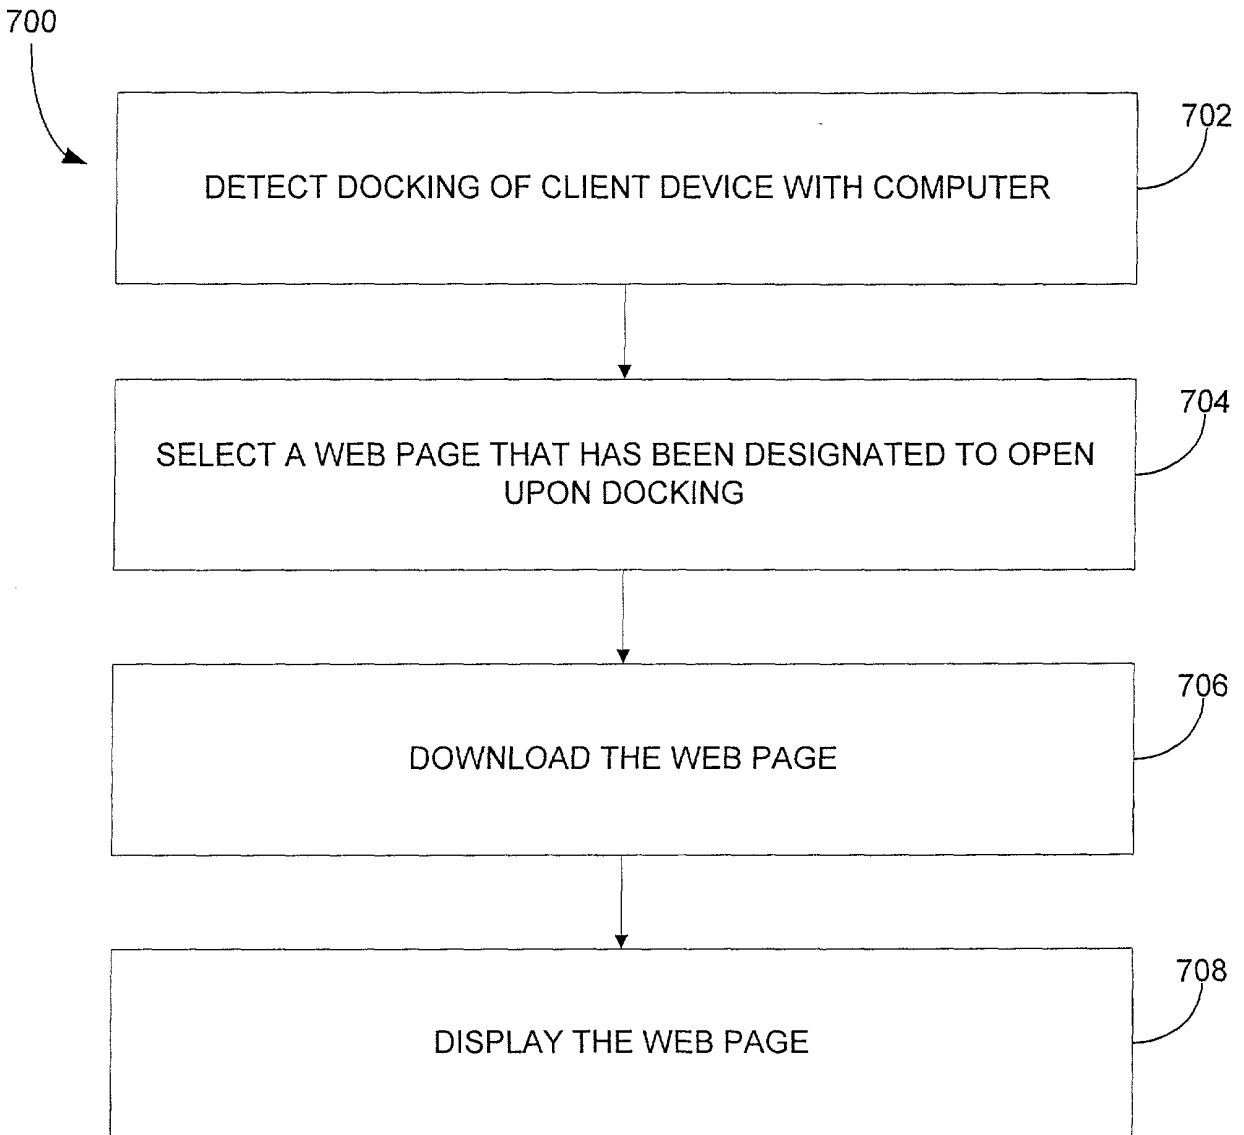 700
702
DETECT DOCKING OF CLIENT DEVICE WITH COMPUTER
704
SELECT A WEB PAGE THAT HAS BEEN DESIGNATED TO OPEN
UPON DOCKING
706
DOWNLOAD THE WEB PAGE
708
DISPLAY THE WEB PAGE